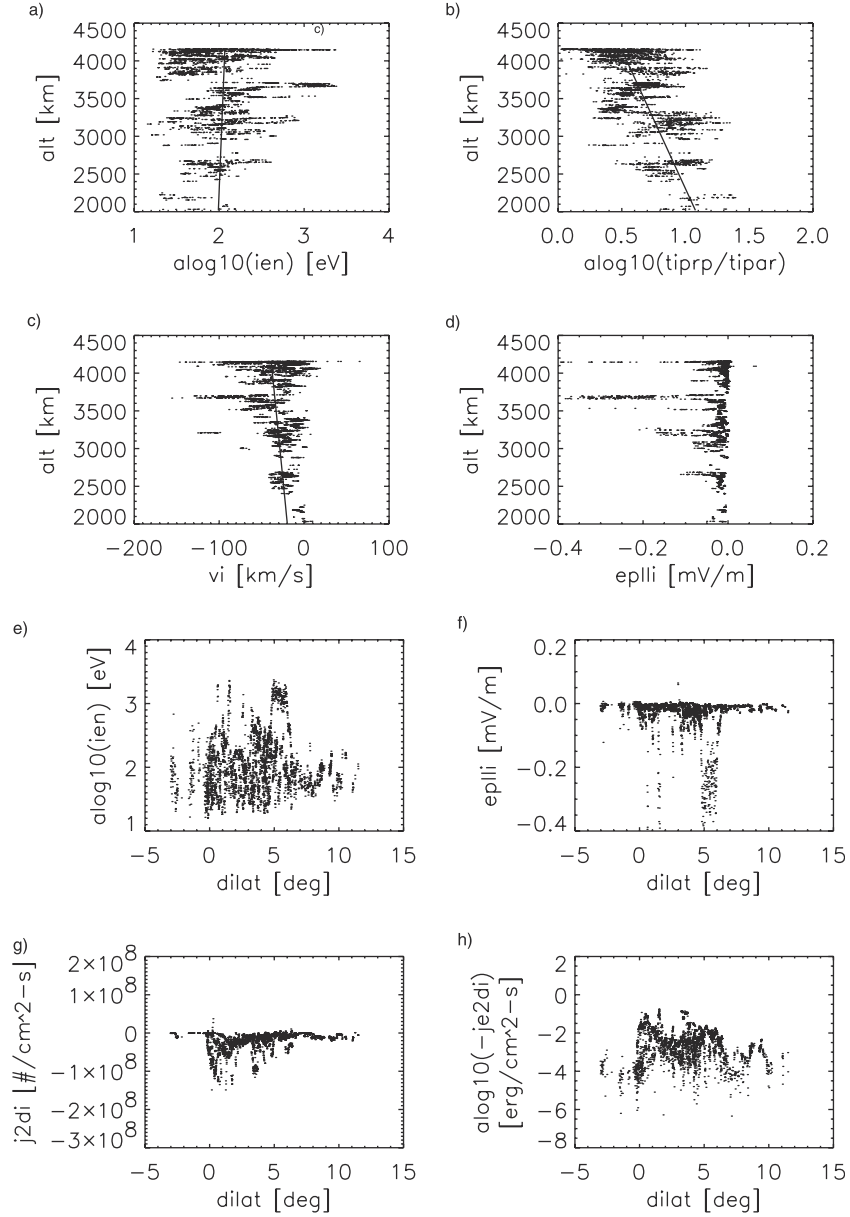 a)
b)
4500
4000
3500
3000
2500
2000
alt [km]
c)
1 2 3 4
alog10(ien) [eV]
4500
4000
3500
3000
2500
2000
alt [km]
0.0 0.5 1.0 1.5 2.0
alog10(tiprp/tipar)
c)
d)
4500
4000
3500
3000
2500
2000
alt [km]
−200 −100 0 100
vi [km/s]
4500
4000
3500
3000
2500
2000
alt [km]
−0.4 −0.2 0.0 0.2
eplli [mV/m]
e)
f)
4
3
2
1
alog10(ien) [eV]
−5 0 5 10 15
dilat [deg]
0.2
0.0
−0.2
−0.4
eplli [mV/m]
−5 0 5 10 15
dilat [deg]
g)
h)
2×10^8
1×10^8
0
−1×10^8
−2×10^8
−3×10^8
j2di [#/cm^2−s]
−5 0 5 10 15
dilat [deg]
2
0
−2
−4
−6
−8
alog10(−je2di)
[erg/cm^2−s]
−5 0 5 10 15
dilat [deg]